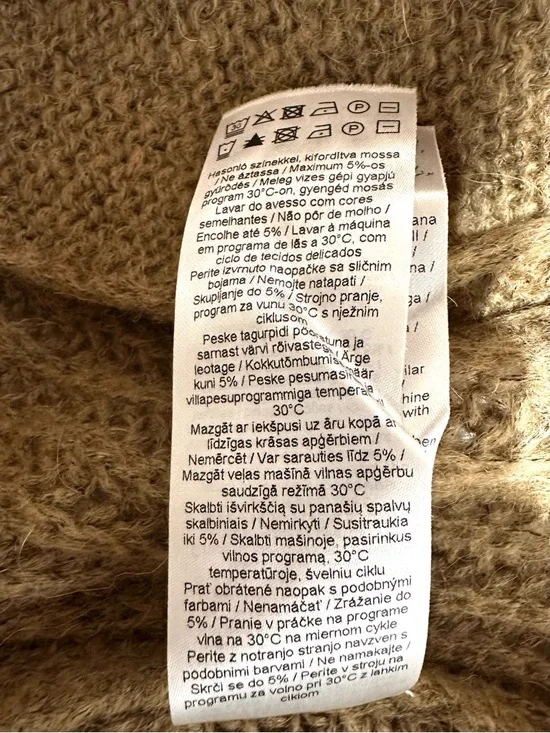 30 P
P
Hasonló színekkel, kifordítva mossa
/ Ne áztassa / Maximum 5%-os
gyűrődés / Meleg vizes gépi gyapjú
program 30°C-on, gyengéd mosás
Lavar do avesso com cores
semelhantes / Não pôr de molho /
Encolhe até 5% / Lavar à máquina
em programa de lãs a 30°C, com
ciclo de tecidos delicados
Perite izvrnuto naopačke sa sličnim
bojama / Nemojte natapati /
Skupljanje do 5% / Strojno pranje,
program za vunu 30°C s nježnim
ciklusom
Peske tagurpidi
samast värvi rõivastega
leotage / Kokkutõmbumis / Ärge
kuni 5% / Peske
villapesuprogrammiga
30°C
Mazgāt ar iekšpusi uz āru kopā ar
līdzīgas krāsas apģērbiem /
Nemērcēt / Var sarauties līdz 5% /
Mazgāt veļas mašīnā vilnas apģērbu
saudzīgā režīmā 30°C
Skalbti išvirkščią su panašių spalvų
skalbiniais / Nemirkyti / Susitraukia
iki 5% / Skalbti mašinoje, pasirinkus
vilnos programą, 30°C
temperatūroje, švelniu ciklu
Prať obrátené naopak s podobnými
farbami / Nenamáčať / Zrážanie do
5% / Pranie v práčke na programe
vlna na 30°C na miernom cykle
Perite z notranjo stranjo navzven s
podobnimi barvami / Ne namakajte /
Skrči se do 5% / Perite v stroju na
programu za volno pri 30°C z lahkim
ciklom
with